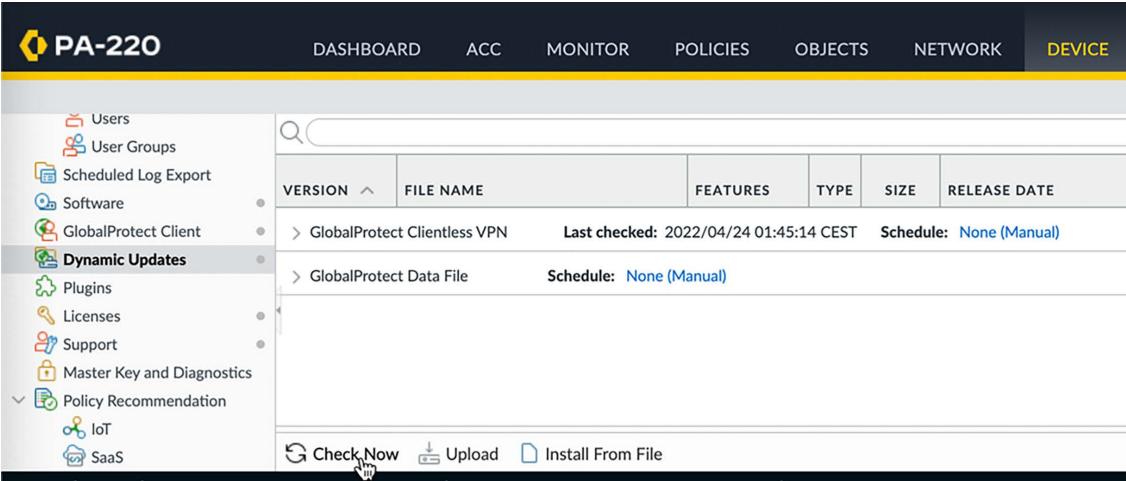 PA-220
DASHBOARD ACC MONITOR POLICIES OBJECTS NETWORK DEVICE
Users
User Groups
Scheduled Log Export
Software
GlobalProtect Client
Dynamic Updates
Plugins
Licenses
Support
Master Key and Diagnostics
Policy Recommendation
IoT
SaaS
VERSION FILE NAME FEATURES TYPE SIZE RELEASE DATE
GlobalProtect Clientless VPN Last checked: 2022/04/24 01:45:14 CEST Schedule: None (Manual)
GlobalProtect Data File Schedule: None (Manual)
Check Now Upload Install From File